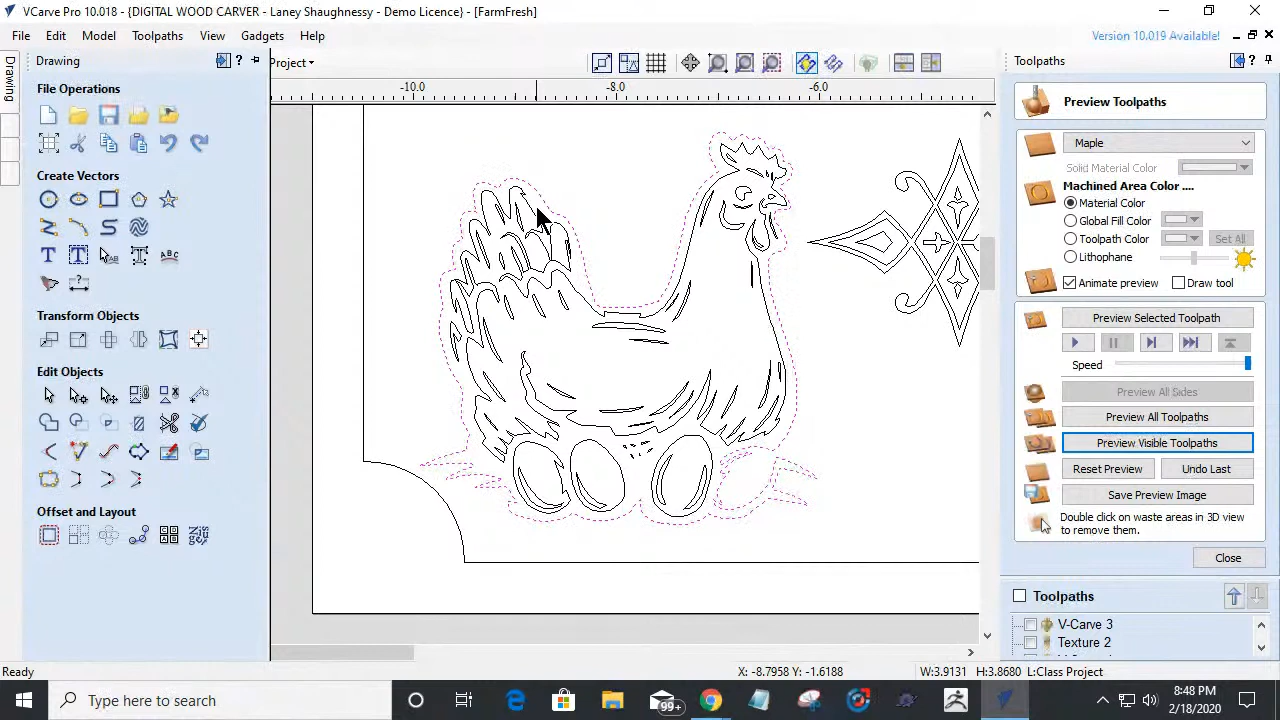 VCarve Pro 10.018 - {DIGITAL WOOD CARVER - Laney Shaughnessy - Demo Licence} - [FarmFresh]
File Edit Model Toolpaths View Gadgets Help
Version 10.019 Available!
Drawing
Drawing
File Operations
Create Vectors
Transform Objects
Edit Objects
Offset and Layout
Project
-10.0 -8.0 -6.0
Toolpaths
Preview Toolpaths
Maple
Solid Material Color
Machined Area Color ....
Material Color
Global Fill Color
Toolpath Color
Set All
Lithophane
Animate preview Draw tool
Preview Selected Toolpath
Speed
Preview All Sides
Preview All Toolpaths
Preview Visible Toolpaths
Reset Preview Undo Last
Save Preview Image
Double click on waste areas in 3D view
to remove them.
Close
Toolpaths
V-Carve 3
Texture 2
Ready
X: -8.7958 Y: -1.6188
W:3.9131 H:3.8680 L:Class Project
Type here to search
99+
8:48 PM
2/18/2020